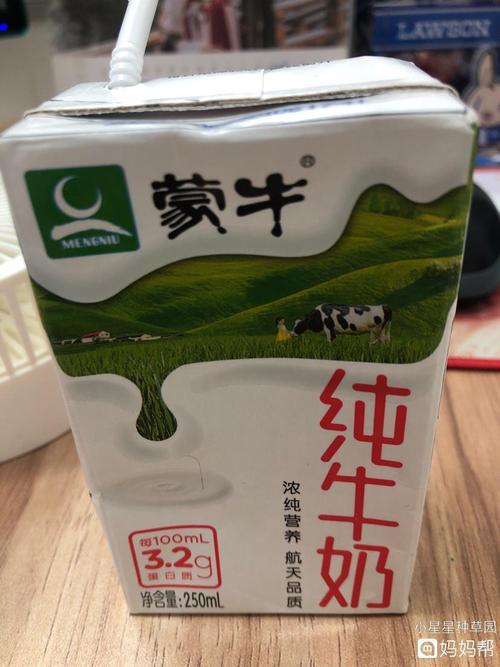 LAWSON
蒙牛®
MENGNIU
纯牛奶
浓纯营养 航天品质
每100mL
3.2g
蛋白质
净含量:250mL
小星星种草园
妈妈帮